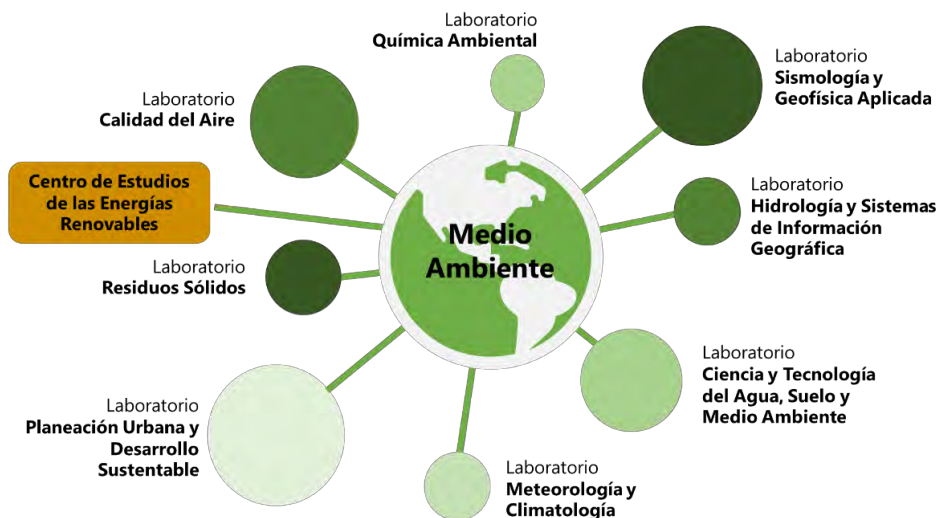 Laboratorio
Química Ambiental
Laboratorio
Sismología y
Geofísica Aplicada
Laboratorio
Calidad del Aire
Centro de Estudios
de las Energías
Renovables
Laboratorio
Hidrología y Sistemas
de Información
Geográfica
Medio
Ambiente
Laboratorio
Residuos Sólidos
Laboratorio
Ciencia y Tecnología
del Agua, Suelo y
Medio Ambiente
Laboratorio
Planeación Urbana y
Desarrollo
Sustentable
Laboratorio
Meteorología y
Climatología